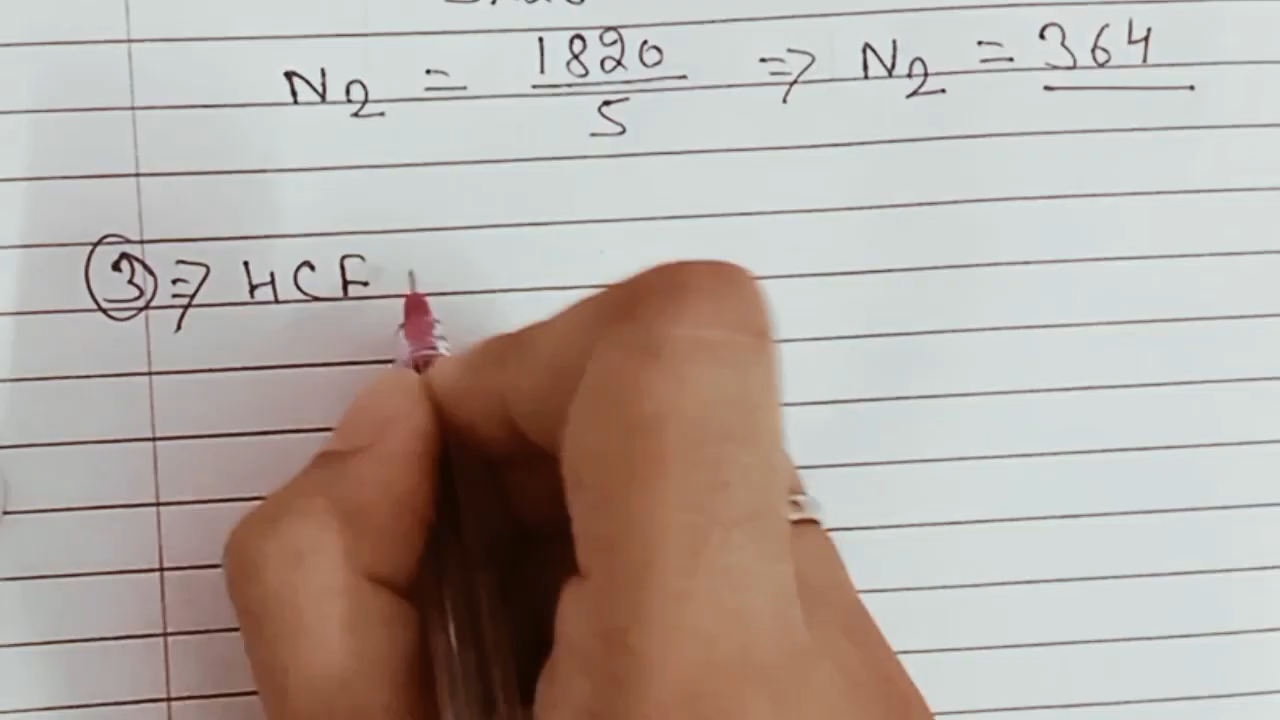 N2 = 1820/5 => N2 = 364
③ => HCF